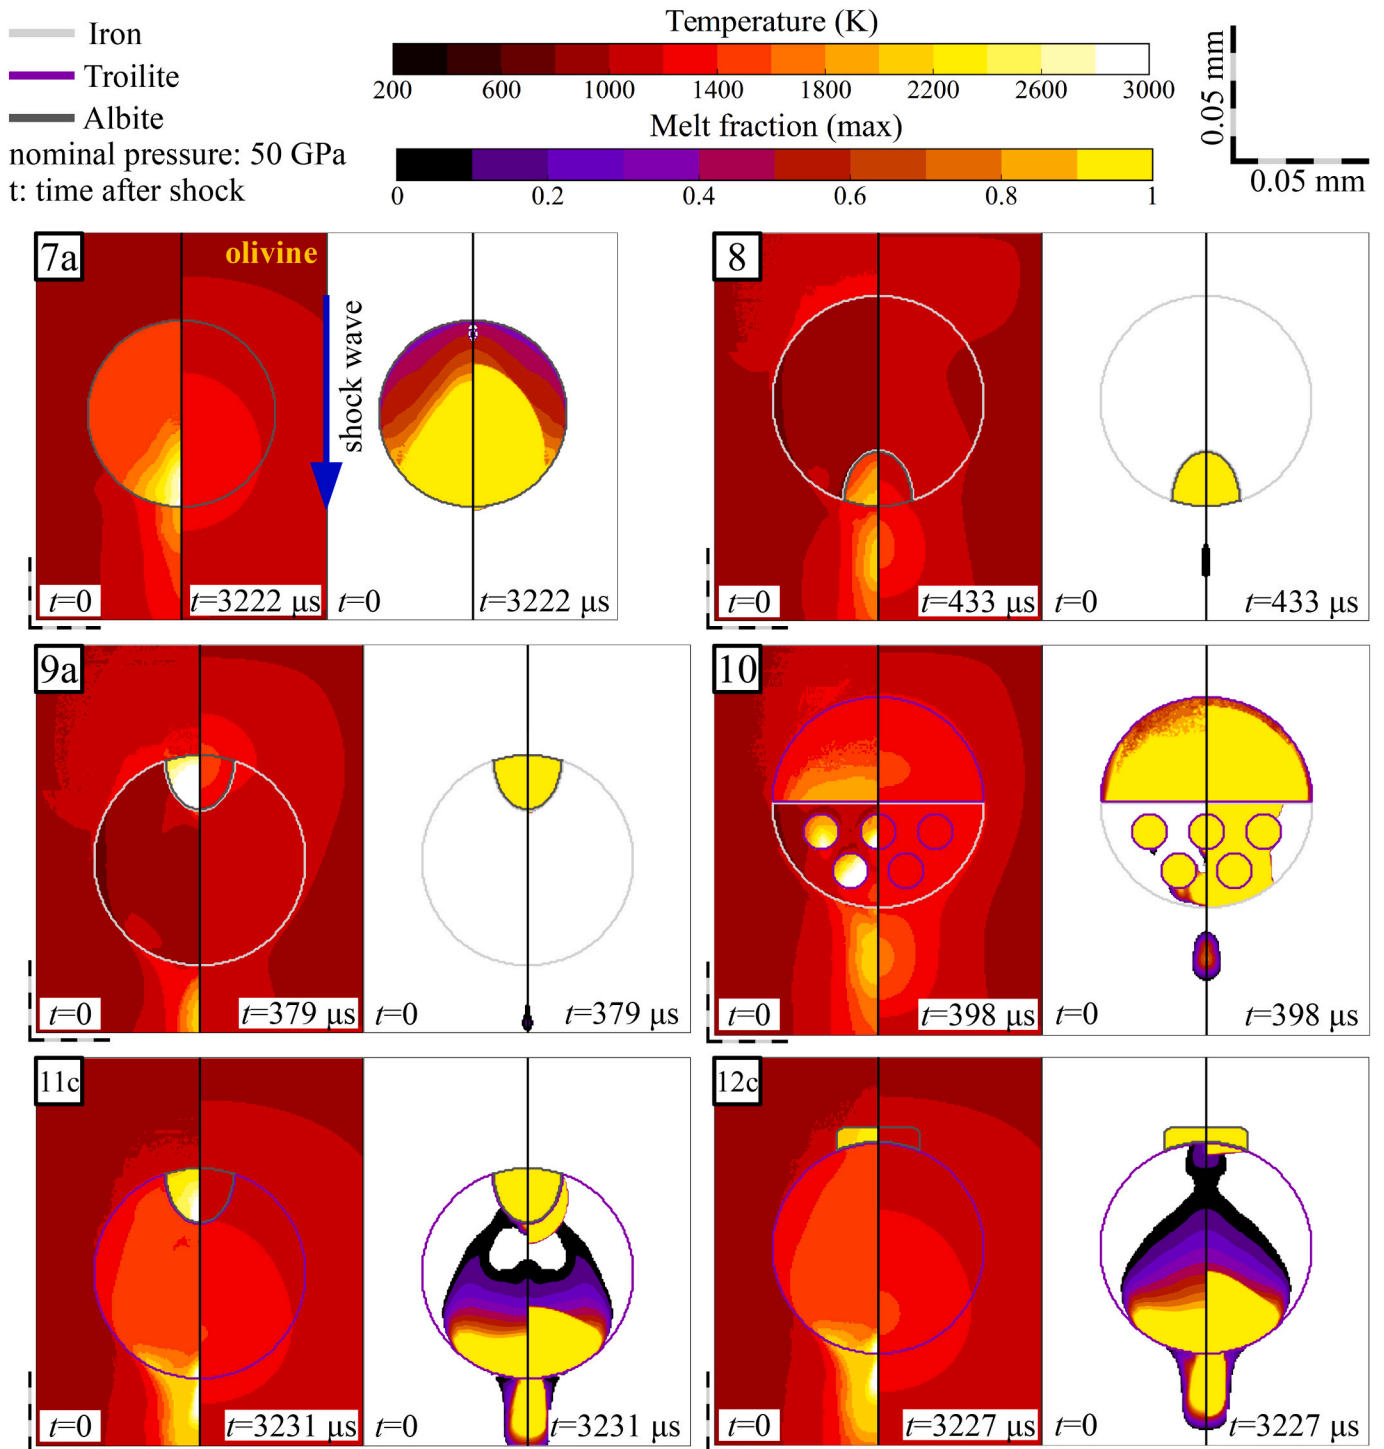 Iron
Troilite
Albite
nominal pressure: 50 GPa
t: time after shock
Temperature (K)
200 600 1000 1400 1800 2200 2600 3000
Melt fraction (max)
0 0.2 0.4 0.6 0.8 1
0.05 mm
0.05 mm
7a
olivine
shock wave
t=0 t=3222 μs t=0 t=3222 μs
8
t=0 t=433 μs t=0 t=433 μs
9a
t=0 t=379 μs t=0 t=379 μs
10
t=0 t=398 μs t=0 t=398 μs
11c
t=0 t=3231 μs t=0 t=3231 μs
12c
t=0 t=3227 μs t=0 t=3227 μs